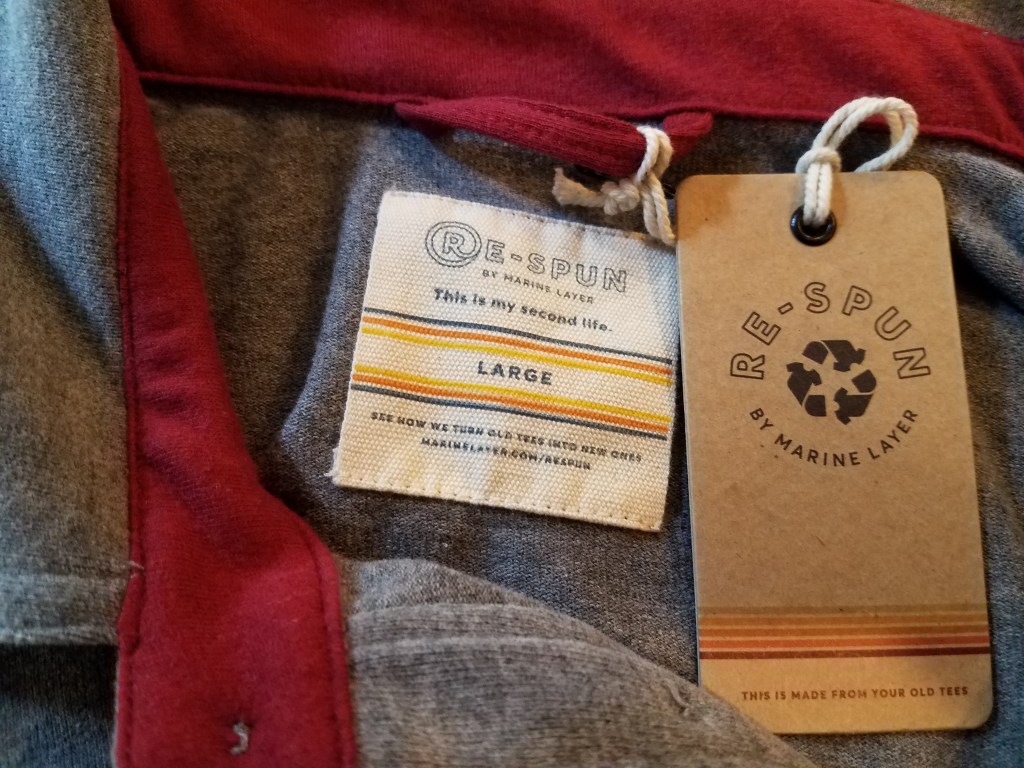 RE-SPUN
BY MARINE LAYER
This is my second life.
LARGE
SEE HOW WE TURN OLD TEES INTO NEW ONES
MARINELAYER.COM/RESPUN
RE-SPUN
BY MARINE LAYER
THIS IS MADE FROM YOUR OLD TEES